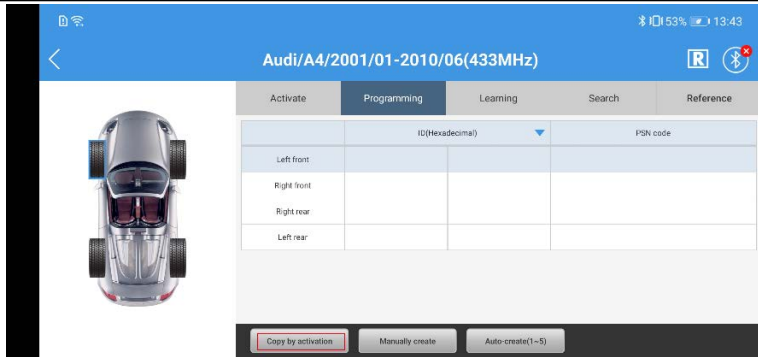 53% 13:43
Audi/A4/2001/01-2010/06(433MHz)
R
Activate Programming Learning Search Reference
ID(Hexadecimal) PSN code
Left front
Right front
Right rear
Left rear
Copy by activation Manually create Auto-create(1~5)